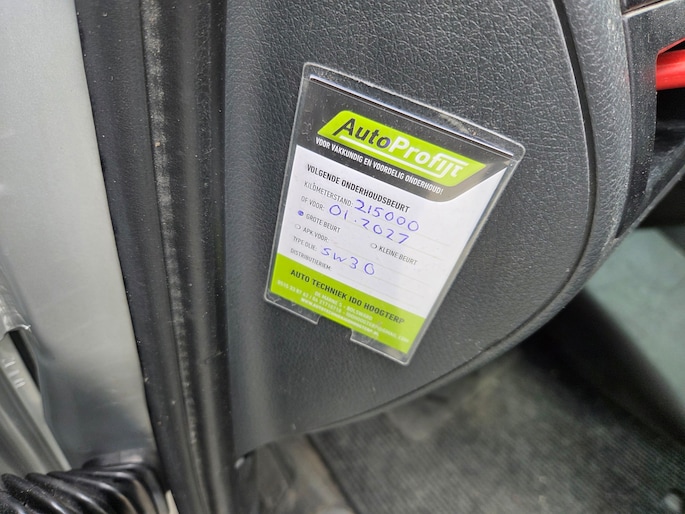 AutoProfijt
VOOR VAKKUNDIG EN VOORDELIG ONDERHOUD!
VOLGENDE ONDERHOUDSBEURT
KILOMETERSTAND: 215000
OF VOOR: 01-2027
GROTE BEURT KLEINE BEURT
APK VOOR:
TYPE OLIE: 5W30
DISTRIBUTIERIEM
AUTO TECHNIEK IDO HOOGTERP